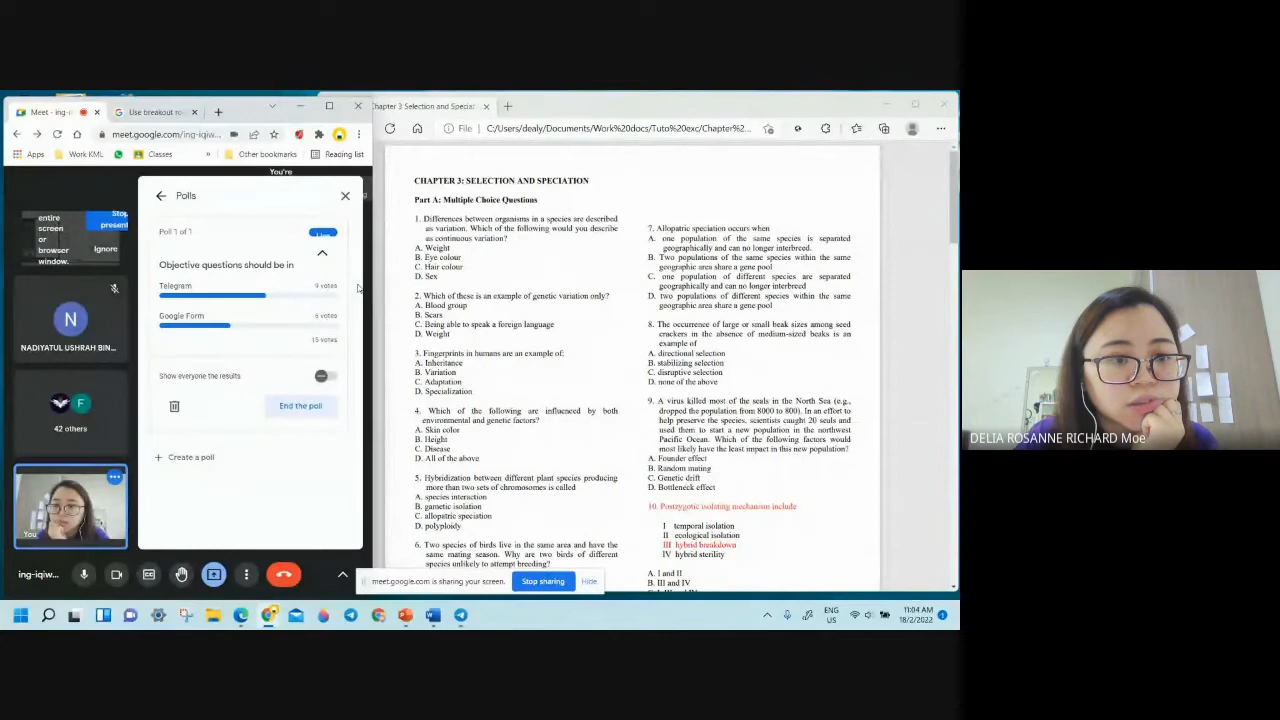 Meet - ing-i
Use breakout ro
meet.google.com/ing-iqiw...
Apps
Work KML
Classes
»
Other bookmarks
Reading list
You're
entire
screen
or
browser
window.
Stop
present
Ignore
N
NADIYATUL USHRAH BIN...
F
42 others
You
Polls
Poll 1 of 1
Objective questions should be in
Telegram
9 votes
Google Form
6 votes
15 votes
Show everyone the results
End the poll
Create a poll
ing-iqiw...
Chapter 3 Selection and Specia
File
C:/Users/dealy/Documents/Work%20docs/Tuto%20exc/Chapter%2...
CHAPTER 3: SELECTION AND SPECIATION
Part A: Multiple Choice Questions
1. Differences between organisms in a species are described
as variation. Which of the following would you describe
as continuous variation?
A. Weight
B. Eye colour
C. Hair colour
D. Sex
2. Which of these is an example of genetic variation only?
A. Blood group
B. Scars
C. Being able to speak a foreign language
D. Weight
3. Fingerprints in humans are an example of:
A. Inheritance
B. Variation
C. Adaptation
D. Specialization
4. Which of the following are influenced by both
environmental and genetic factors?
A. Skin color
B. Height
C. Disease
D. All of the above
5. Hybridization between different plant species producing
more than two sets of chromosomes is called
A. species interaction
B. gametic isolation
C. allopatric speciation
D. polyploidy
6. Two species of birds live in the same area and have the
same mating season. Why are two birds of different
species unlikely to attempt breeding?
7. Allopatric speciation occurs when
A. one population of the same species is separated
geographically and can no longer interbreed.
B. Two populations of the same species within the same
geographic area share a gene pool
C. one population of different species are separated
geographically and can no longer interbreed
D. two populations of different species within the same
geographic area share a gene pool
8. The occurrence of large or small beak sizes among seed
crackers in the absence of medium-sized beaks is an
example of
A. directional selection
B. stabilizing selection
C. disruptive selection
D. none of the above
9. A virus killed most of the seals in the North Sea (e.g.,
dropped the population from 8000 to 800). In an effort to
help preserve the species, scientists caught 20 seals and
used them to start a new population in the northwest
Pacific Ocean. Which of the following factors would
most likely have the least impact in this new population?
A. Founder effect
B. Random mating
C. Genetic drift
D. Bottleneck effect
10. Postzygotic isolating mechanism include
I temporal isolation
II ecological isolation
III hybrid breakdown
IV hybrid sterility
A. I and II
B. III and IV
meet.google.com is sharing your screen.
Stop sharing
Hide
ENG
US
11:04 AM
18/2/2022
DELIA ROSANNE RICHARD Moe